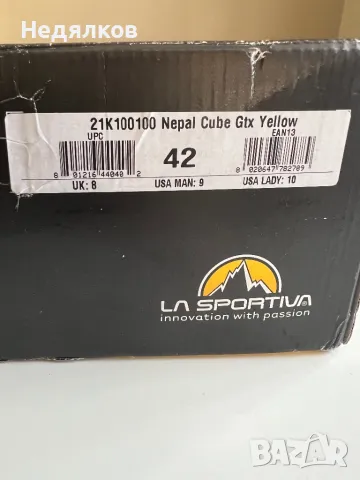 Недялков
21K100100 Nepal Cube Gtx Yellow
UPC EAN13
42
8 01216 44040 2
8 020647 782789
UK: 8 USA MAN: 9 USA LADY: 10
LA SPORTIVA
innovation with passion
BAZAR